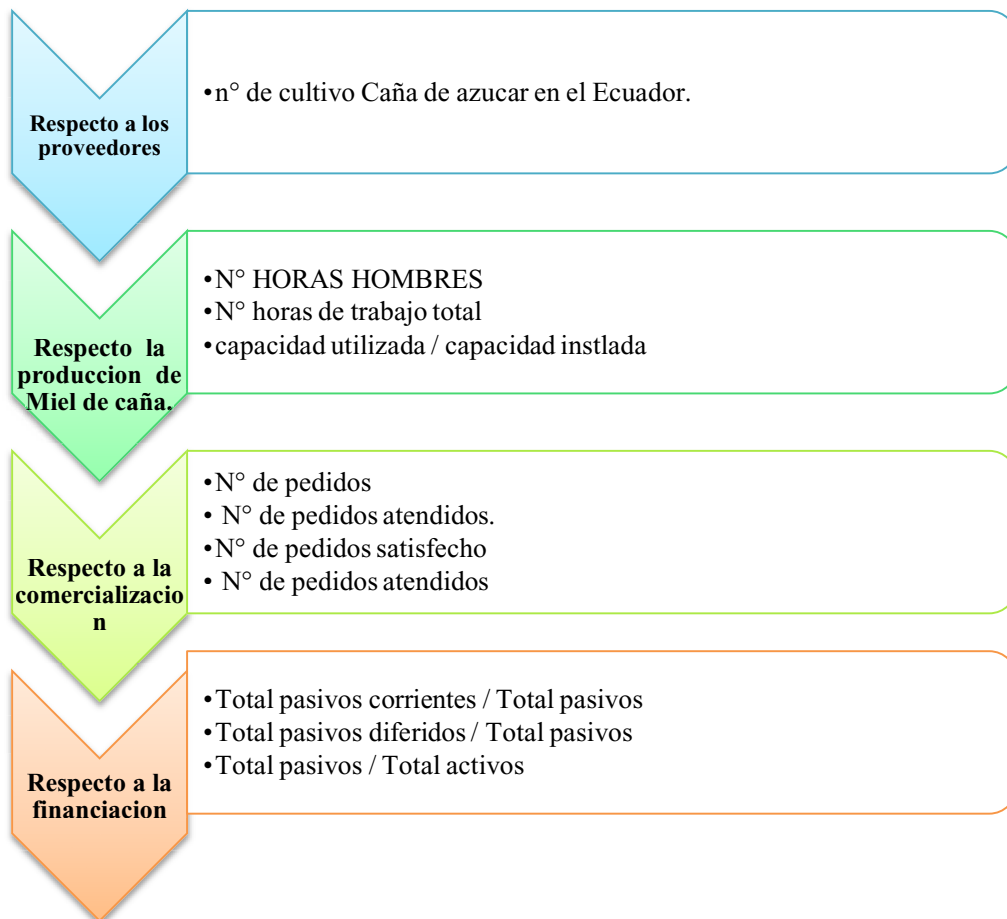 Respecto a los
proveedores
•n° de cultivo Caña de azucar en el Ecuador.
Respecto la
produccion de
Miel de caña.
•N° HORAS HOMBRES
•N° horas de trabajo total
•capacidad utilizada / capacidad instlada
Respecto a la
comercializacio
n
•N° de pedidos
• N° de pedidos atendidos.
•N° de pedidos satisfecho
• N° de pedidos atendidos
Respecto a la
financiacion
•Total pasivos corrientes / Total pasivos
•Total pasivos diferidos / Total pasivos
•Total pasivos / Total activos